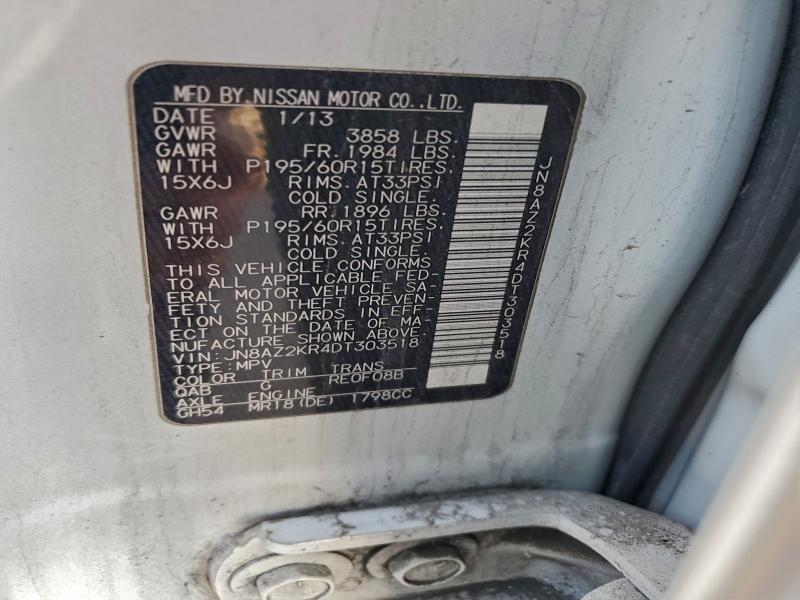 MFD BY NISSAN MOTOR CO.,LTD.
DATE 1/13
GVWR 3858 LBS.
GAWR FR. 1984 LBS.
WITH P195/60R15TIRES.
15X6J RIMS. AT33PSI
COLD SINGLE.
GAWR RR. 1896 LBS.
WITH P195/60R15TIRES.
15X6J RIMS. AT33PSI
COLD SINGLE.
THIS VEHICLE CONFORMS
TO ALL APPLICABLE FED-
ERAL MOTOR VEHICLE SA-
FETY AND THEFT PREVEN-
TION STANDARDS IN EFF-
ECT ON THE DATE OF MA-
NUFACTURE SHOWN ABOVE.
VIN: JN8AZ2KR4DT303518
TYPE: MPV
COLOR TRIM TRANS
QAB G RE0F08B
AXLE ENGINE
GH54 MR18(DE) 1798CC
JN8AZ2KR4DT303518